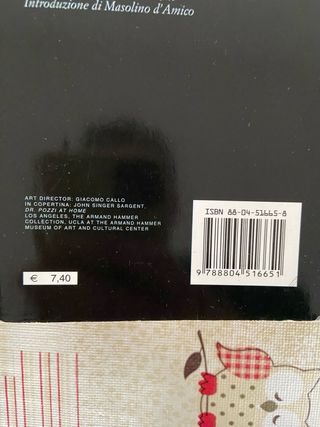 Introduzione di Masolino d'Amico
ART DIRECTOR: GIACOMO CALLO
IN COPERTINA: JOHN SINGER SARGENT,
DR. POZZI AT HOME
LOS ANGELES, THE ARMAND HAMMER
COLLECTION, UCLA AT THE ARMAND HAMMER
MUSEUM OF ART AND CULTURAL CENTER
ISBN 88-04-51665-8
9 788804 516651
€ 7,40